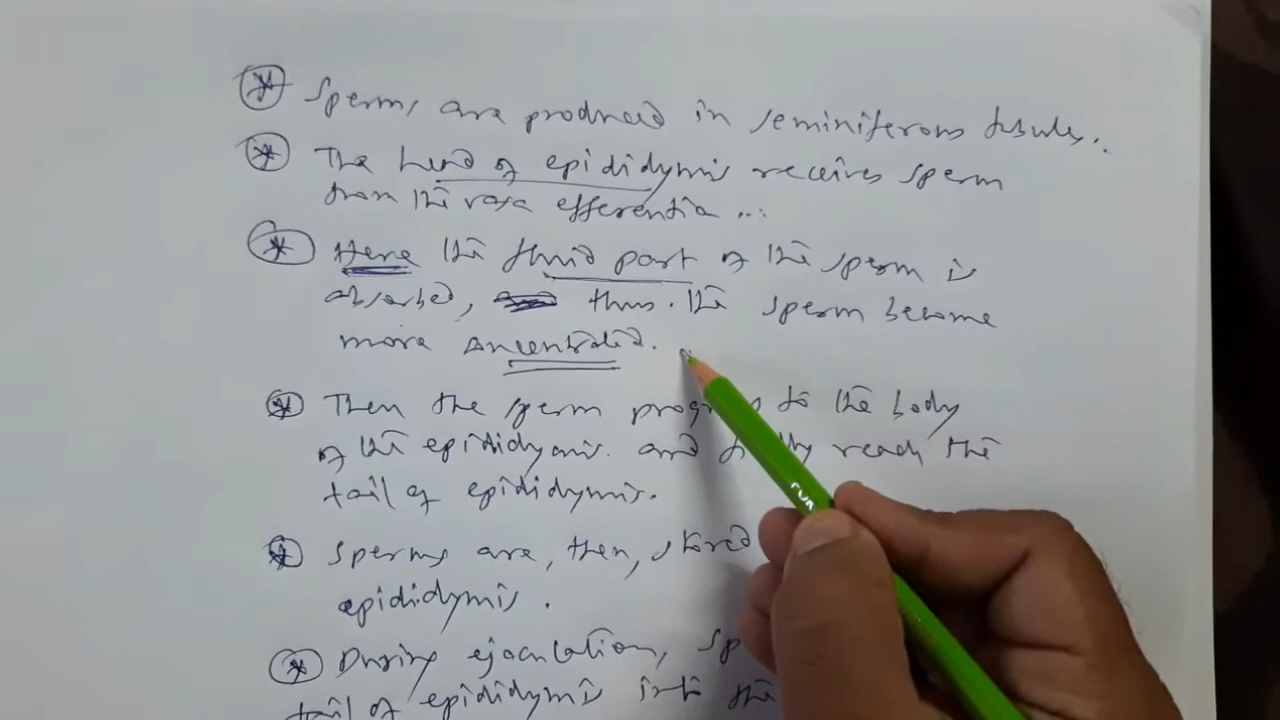 Sperms are produced in seminiferous tubules..
The head of epididymis receives sperm
from the vasa efferentia ...
Here the fluid part of the sperm is
absorbed, thus the sperm become
more concentrated.
Then the sperm to the body
of the epididymis. and reach the
tail of epididymis.
Sperms are, then, stored
epididymis.
During ejaculation,
tail of epididymis into the